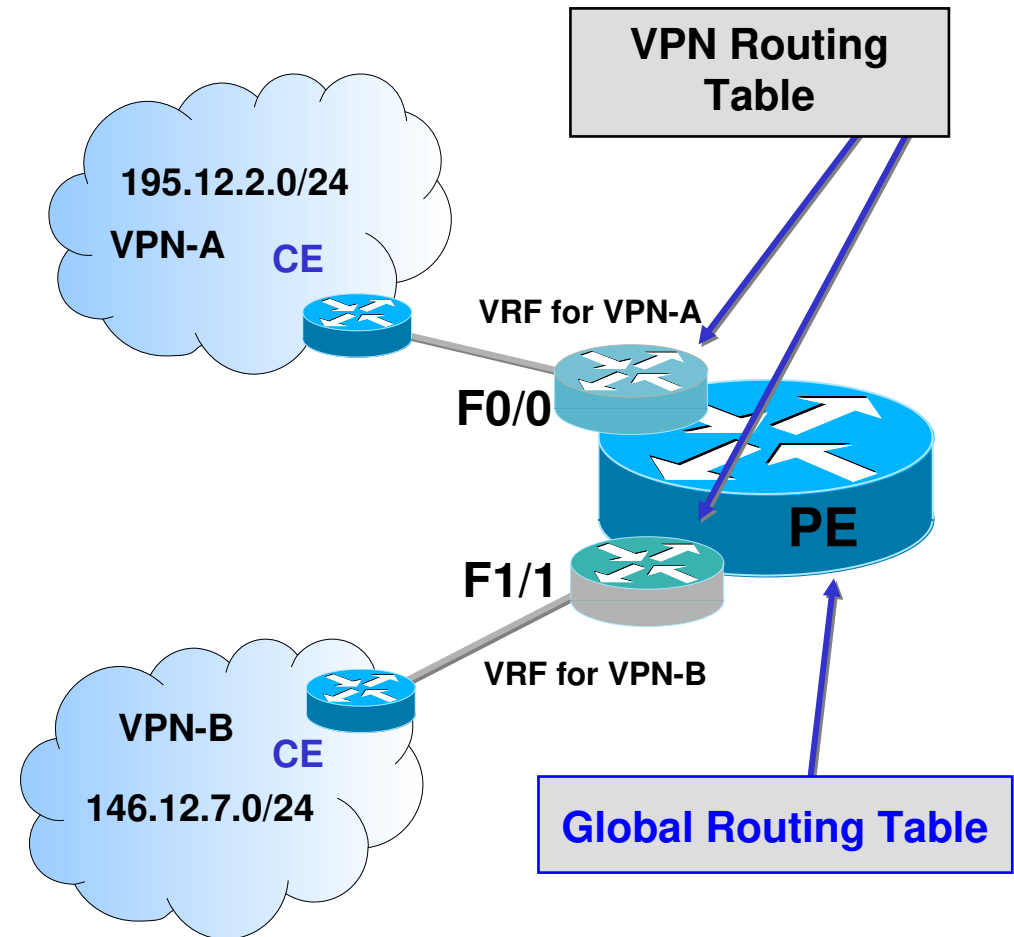 VPN Routing
Table
195.12.2.0/24
VPN-A
CE
VRF for VPN-A
F0/0
PE
F1/1
VRF for VPN-B
VPN-B
CE
146.12.7.0/24
Global Routing Table